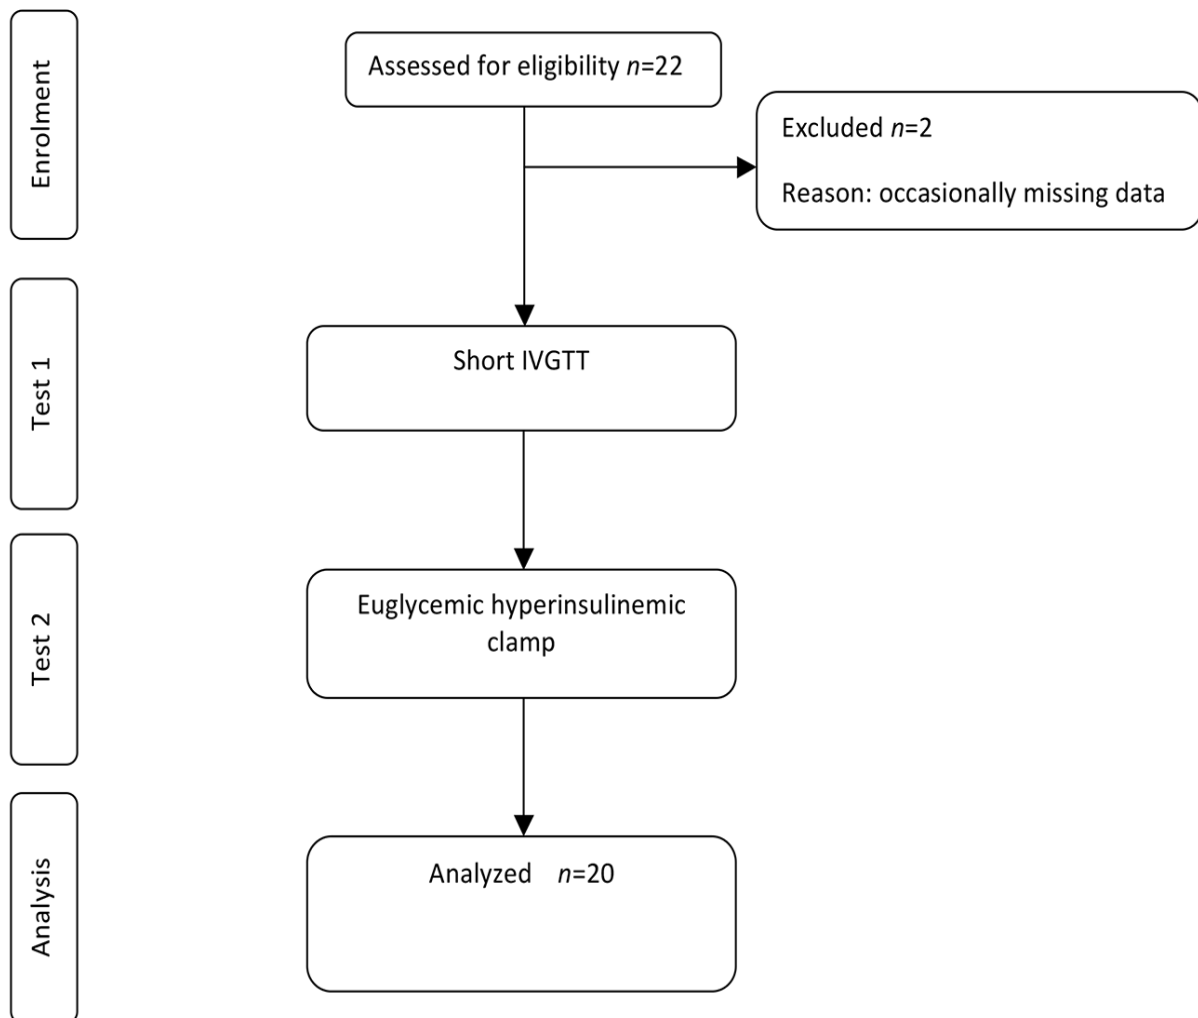 Enrolment
Assessed for eligibility n=22
Excluded n=2
Reason: occasionally missing data
Test 1
Short IVGTT
Test 2
Euglycemic hyperinsulinemic
clamp
Analysis
Analyzed n=20